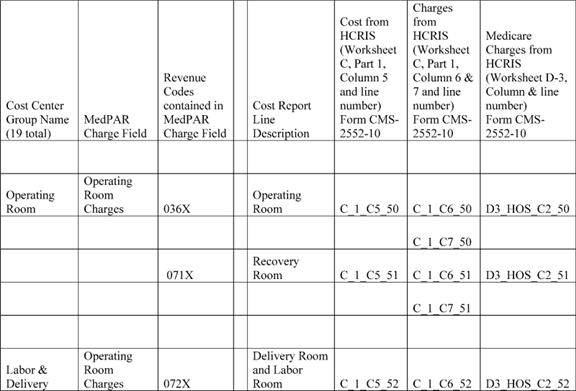 Cost Center
Group Name
(19 total)
MedPAR
Charge Field
Revenue
Codes
contained in
MedPAR
Charge Field
Cost Report
Line
Description
Cost from
HCRIS
(Worksheet
C, Part 1,
Column 5
and line
number)
Form CMS-
2552-10
Charges
from
HCRIS
(Worksheet
C, Part 1,
Column 6 &
7 and line
number)
Form CMS-
2552-10
Medicare
Charges from
HCRIS
(Worksheet D-3,
Column & line
number)
Form CMS-
2552-10
Operating
Room
Operating
Room
Charges
036X
Operating
Room
C_1_C5_50
C_1_C6_50
D3_HOS_C2_50
C_1_C7_50
071X
Recovery
Room
C_1_C5_51
C_1_C6_51
D3_HOS_C2_51
C_1_C7_51
Labor &
Delivery
Operating
Room
Charges
072X
Delivery Room
and Labor
Room
C_1_C5_52
C_1_C6_52
D3_HOS_C2_52